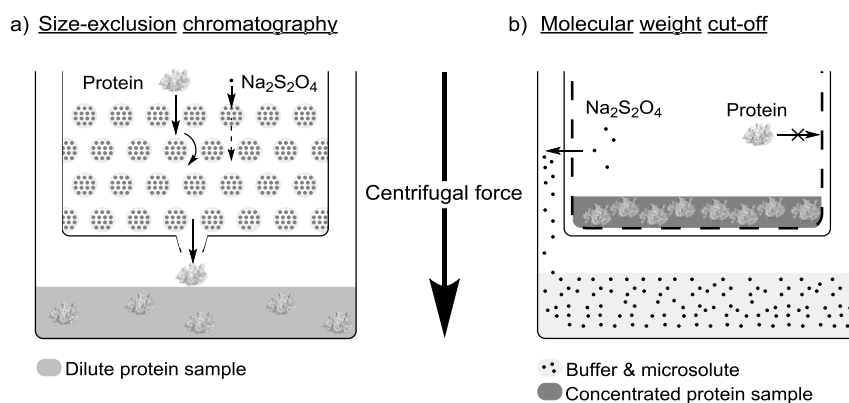 a) Size-exclusion chromatography
Protein
Na₂S₂O₄
Dilute protein sample
Centrifugal force
b) Molecular weight cut-off
Na₂S₂O₄
Protein
Buffer & microsolute
Concentrated protein sample